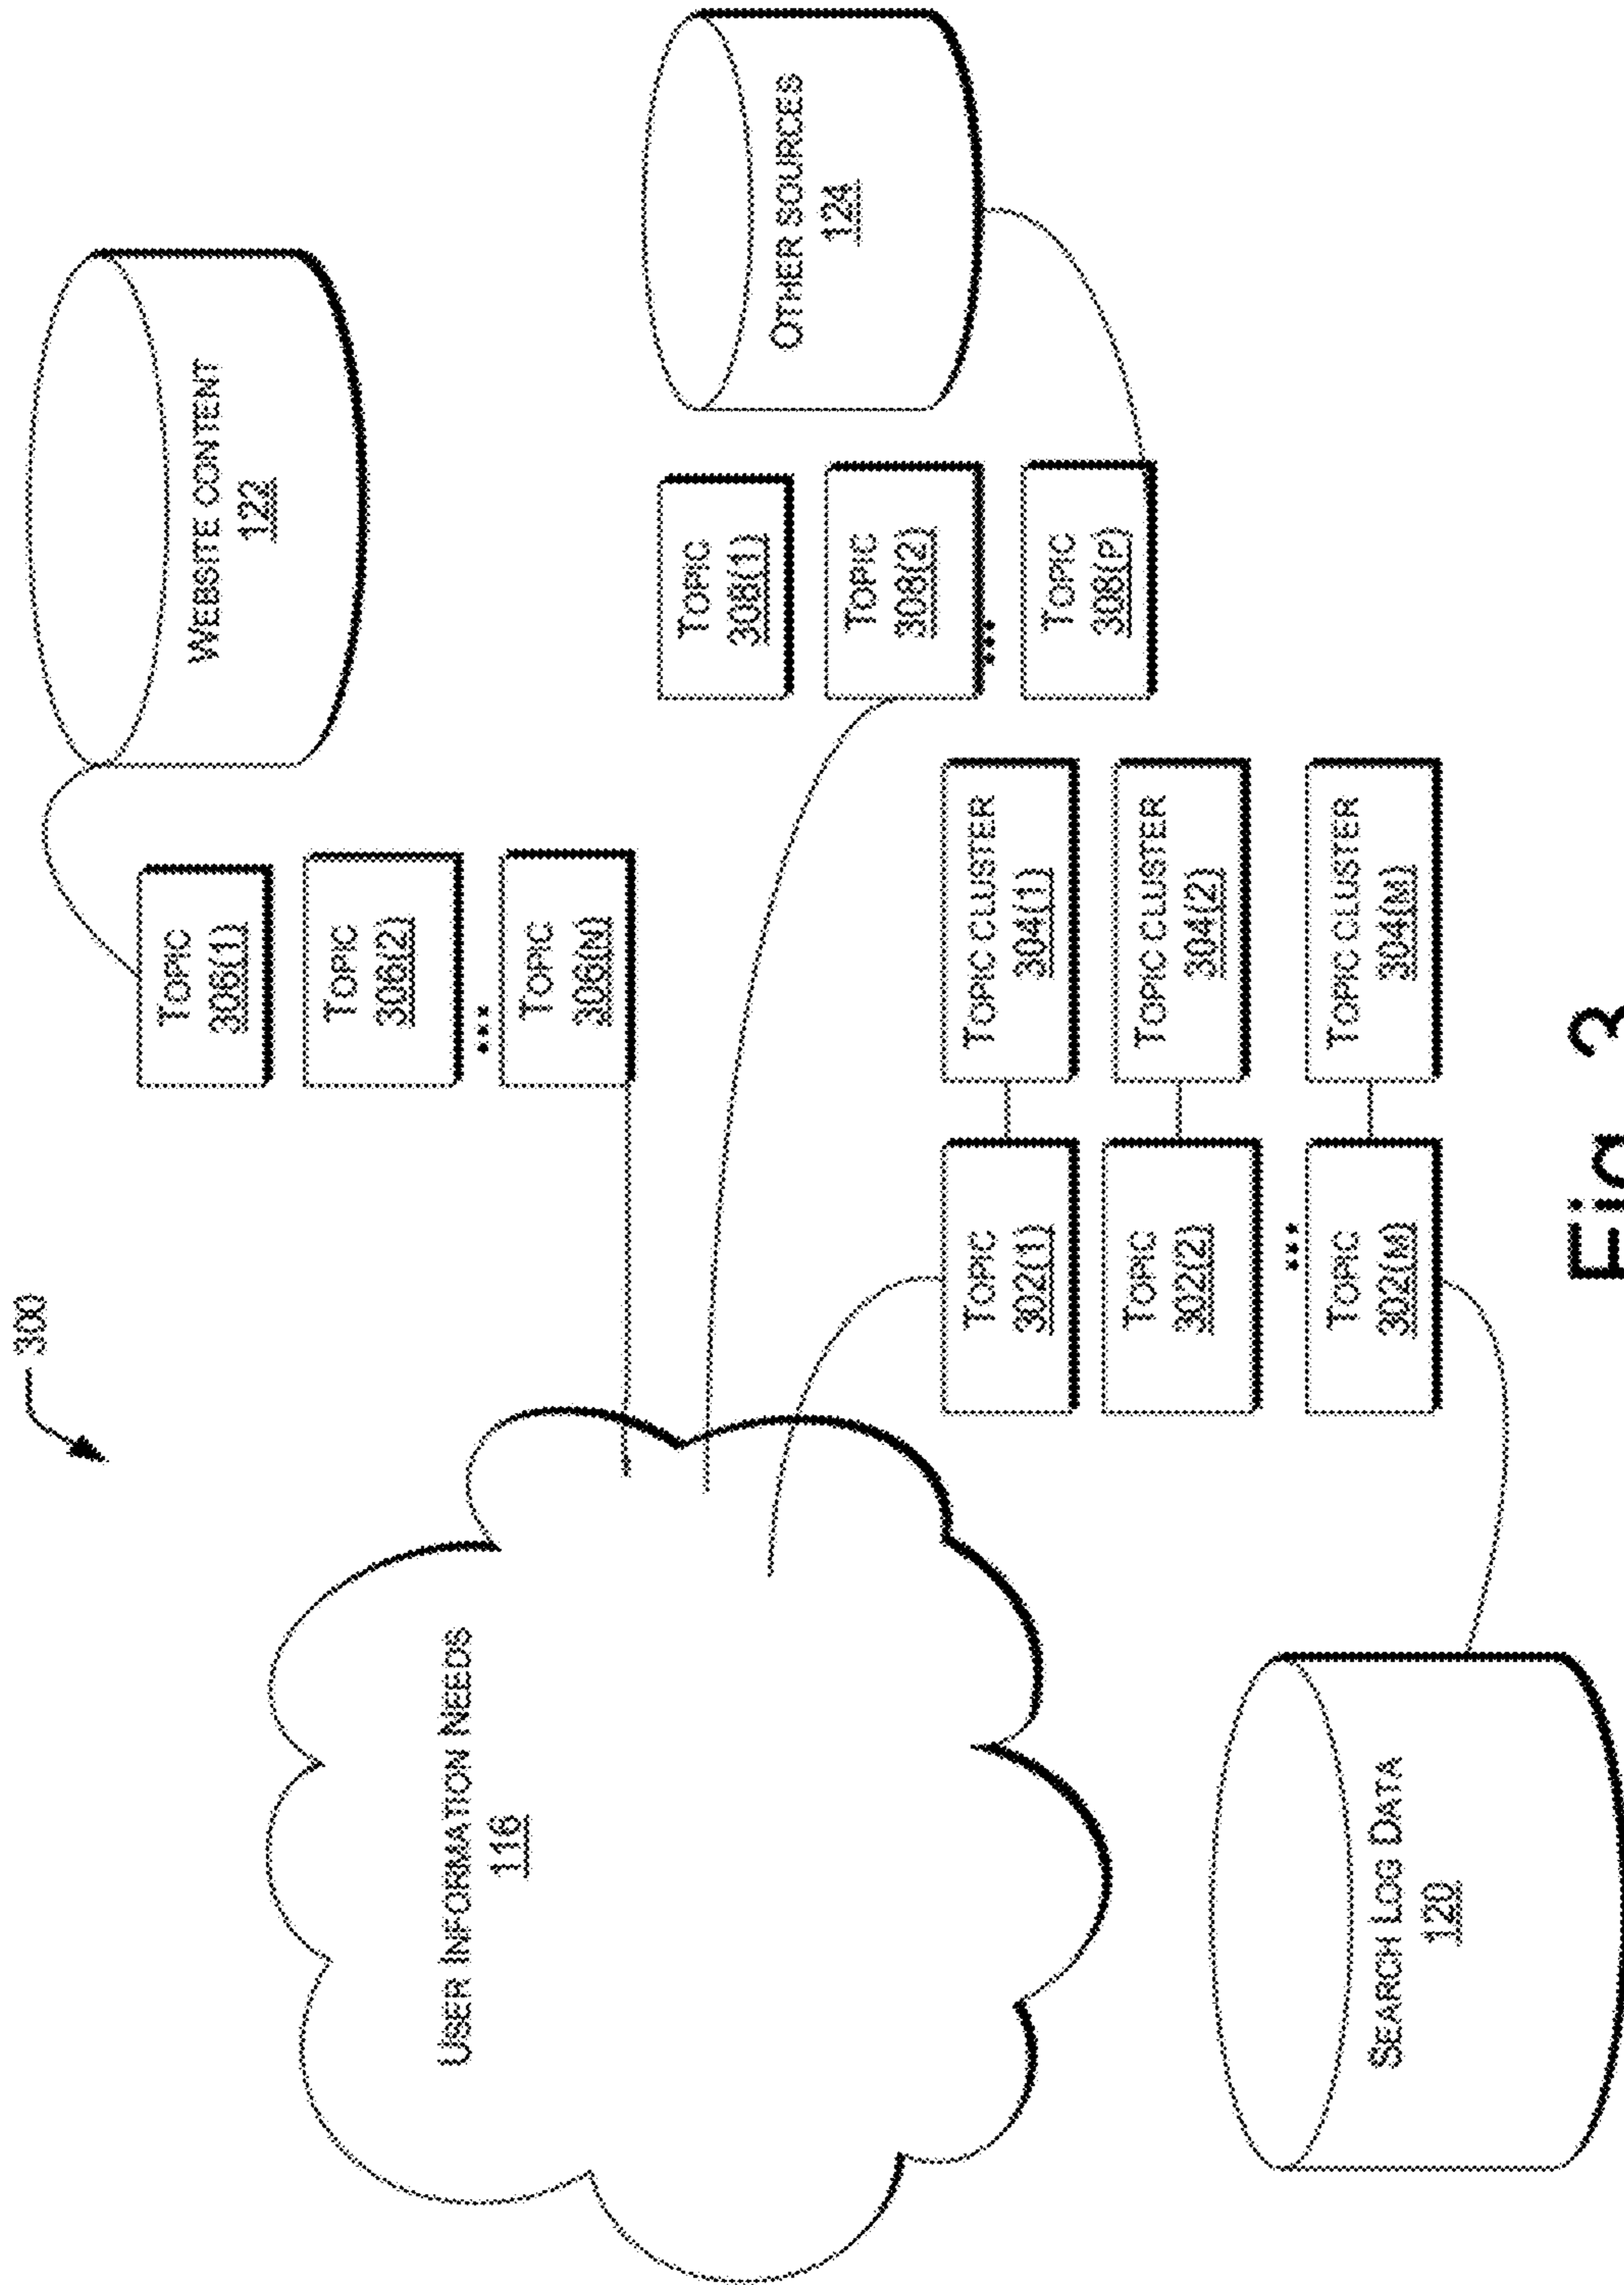 300
WEBSITE CONTENT
122
TOPIC
306(1)
TOPIC
306(2)
...
TOPIC
306(N)
USER INFORMATION NEEDS
116
OTHER SOURCES
124
TOPIC
308(1)
TOPIC
308(2)
...
TOPIC
308(P)
TOPIC
302(1)
TOPIC CLUSTER
304(1)
TOPIC
302(2)
TOPIC CLUSTER
304(2)
...
TOPIC
302(M)
TOPIC CLUSTER
304(M)
SEARCH LOG DATA
120
Fig. 3